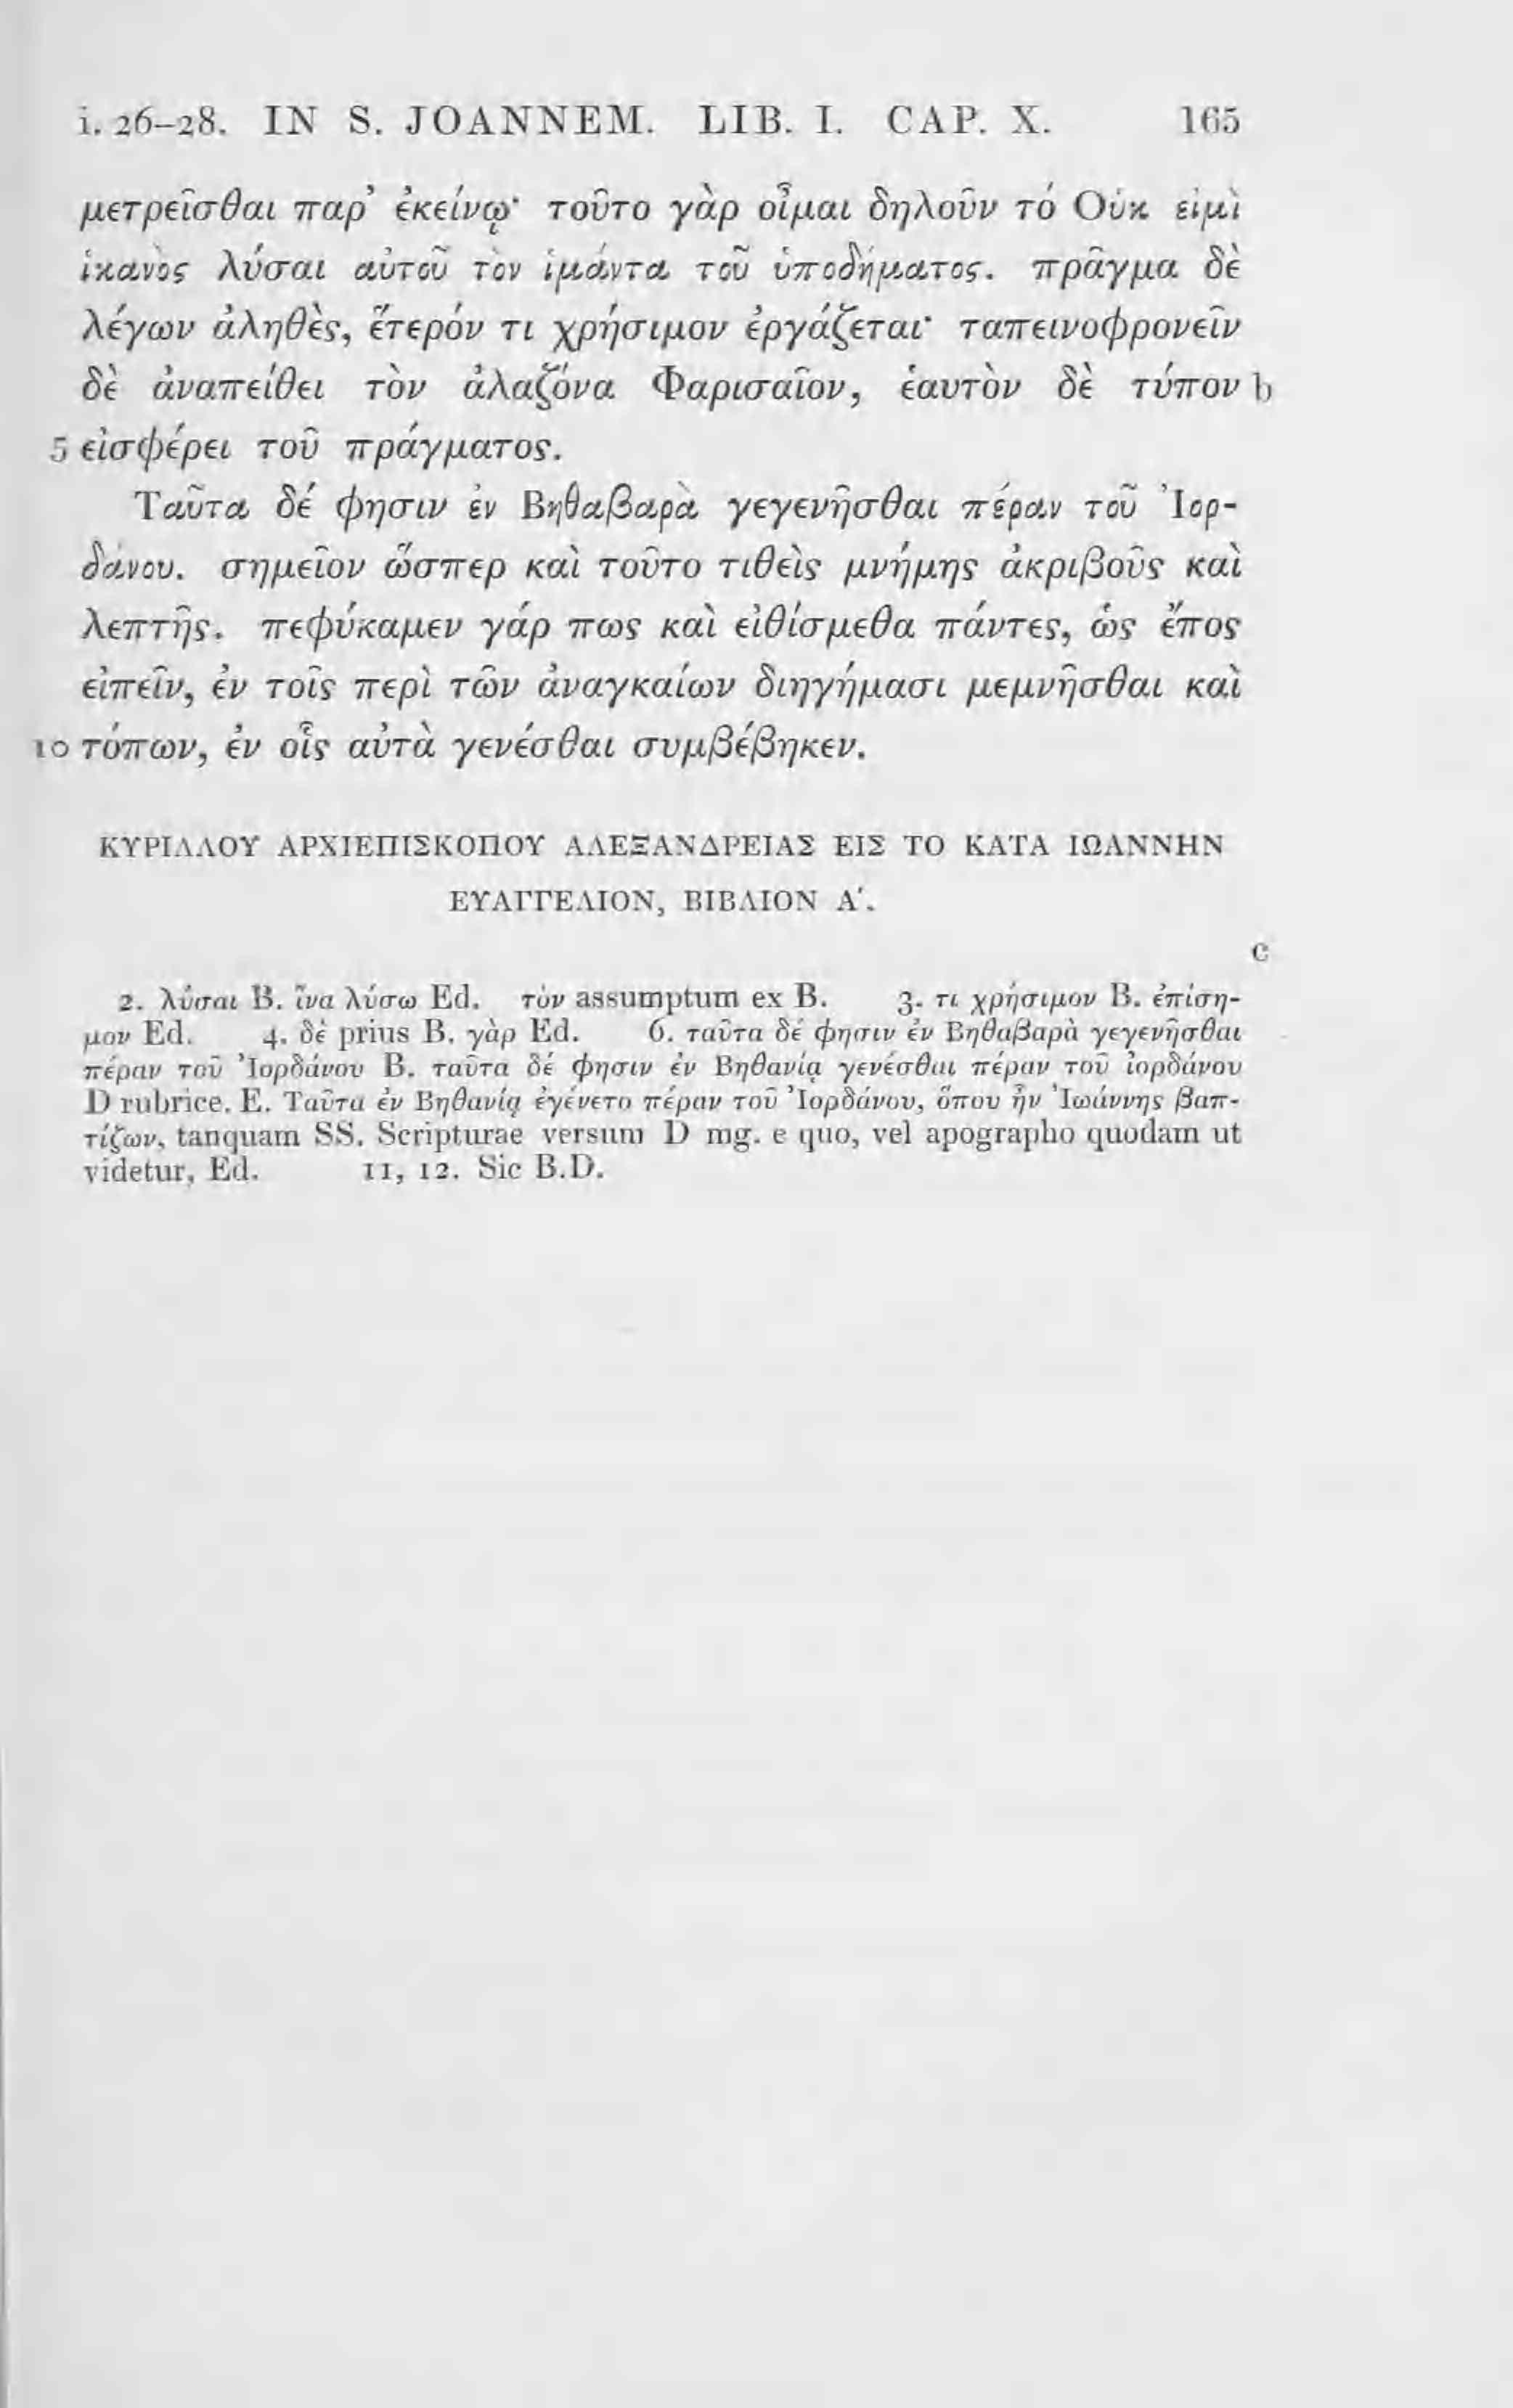 i. 26–28. IN S. JOANNEM. LIB. I. CAP. X. 165
μετρεῖσθαι παρ' ἐκείνῳ· τοῦτο γὰρ οἶμαι δηλοῦν τό Οὐκ εἰμὶ
ἱκανὸς λύσαι αὐτοῦ τὸν ἱμάντα τοῦ ὑποδήματος. πρᾶγμα δὲ
λέγων ἀληθὲς, ἕτερόν τι χρήσιμον ἐργάζεται· ταπεινοφρονεῖν
δὲ ἀναπείθει τὸν ἀλαζόνα Φαρισαῖον, ἑαυτὸν δὲ τύπον b
5 εἰσφέρει τοῦ πράγματος.
Ταῦτα δέ φησιν ἐν Βηθαβαρὰ γεγενῆσθαι πέραν τοῦ Ἰορ-
δάνου. σημεῖον ὥσπερ καὶ τοῦτο τιθεὶς μνήμης ἀκριβοῦς καὶ
λεπτῆς. πεφύκαμεν γάρ πως καὶ εἰθίσμεθα πάντες, ὡς ἔπος
εἰπεῖν, ἐν τοῖς περὶ τῶν ἀναγκαίων διηγήμασι μεμνῆσθαι καὶ
10 τόπων, ἐν οἷς αὐτὰ γενέσθαι συμβέβηκεν.
ΚΥΡΙΛΛΟΥ ΑΡΧΙΕΠΙΣΚΟΠΟΥ ΑΛΕΞΑΝΔΡΕΙΑΣ ΕΙΣ ΤΟ ΚΑΤΑ ΙΩΑΝΝΗΝ
ΕΥΑΓΓΕΛΙΟΝ, ΒΙΒΛΙΟΝ Α΄.
c
2. λύσαι B. ἵνα λύσω Ed. τὸν assumptum ex B. 3. τι χρήσιμον B. ἐπίση-
μον Ed. 4. δὲ prius B. γὰρ Ed. 6. ταῦτα δέ φησιν ἐν Βηθαβαρὰ γεγενῆσθαι
πέραν τοῦ Ἰορδάνου B. ταῦτα δέ φησιν ἐν Βηθανίᾳ γενέσθαι πέραν τοῦ ἰορδάνου
D rubrice. E. Ταῦτα ἐν Βηθανίᾳ ἐγένετο πέραν τοῦ Ἰορδάνου, ὅπου ἦν Ἰωάννης βαπ-
τίζων, tanquam SS. Scripturae versum D mg. e quo, vel apographo quodam ut
videtur, Ed. 11, 12. Sic B.D.